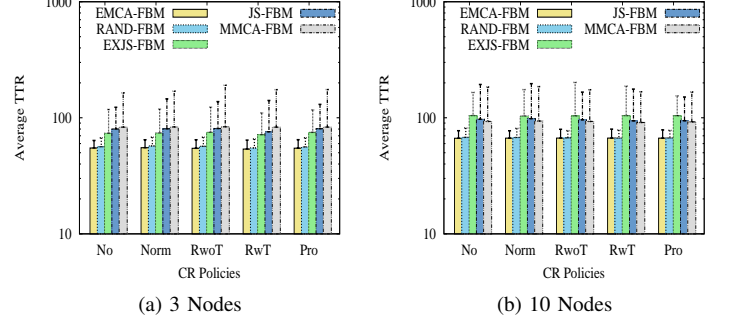 1000
EMCA-FBM
JS-FBM
RAND-FBM
MMCA-FBM
EXJS-FBM
100
10
Average TTR
No Norm RwoT RwT Pro
CR Policies
(a) 3 Nodes
1000
EMCA-FBM
JS-FBM
RAND-FBM
MMCA-FBM
EXJS-FBM
100
10
Average TTR
No Norm RwoT RwT Pro
CR Policies
(b) 10 Nodes